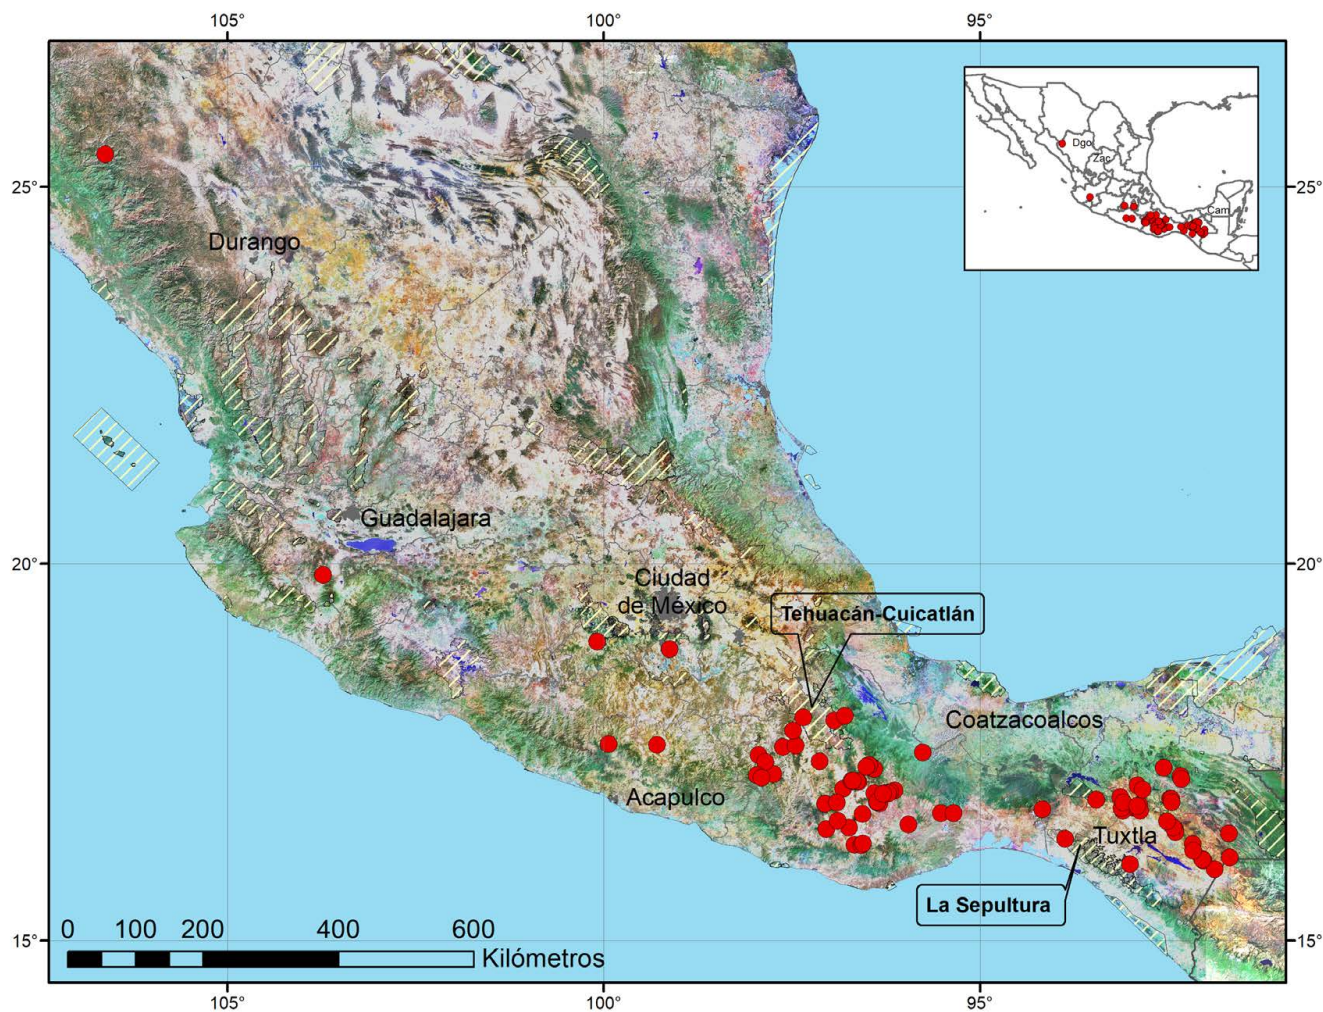 105°
100°
95°
Dgo
Zac
Cam
25°
25°
Durango
Guadalajara
20°
20°
Ciudad
de México
Tehuacán-Cuicatlán
Coatzacoalcos
Acapulco
Tuxtla
La Sepultura
0 100 200 400 600
Kilómetros
15°
15°
105°
100°
95°